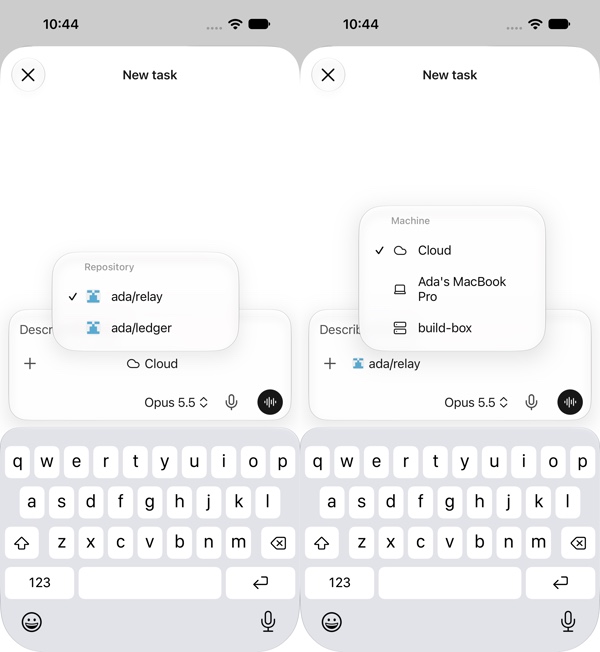 10:44
New task
Repository
ada/relay
ada/ledger
Descr
Cloud
Opus 5.5
q w e r t y u i o p
a s d f g h j k l
z x c v b n m
123
10:44
New task
Machine
Cloud
Ada's MacBook
Pro
build-box
Descri
ada/relay
Opus 5.5
q w e r t y u i o p
a s d f g h j k l
z x c v b n m
123